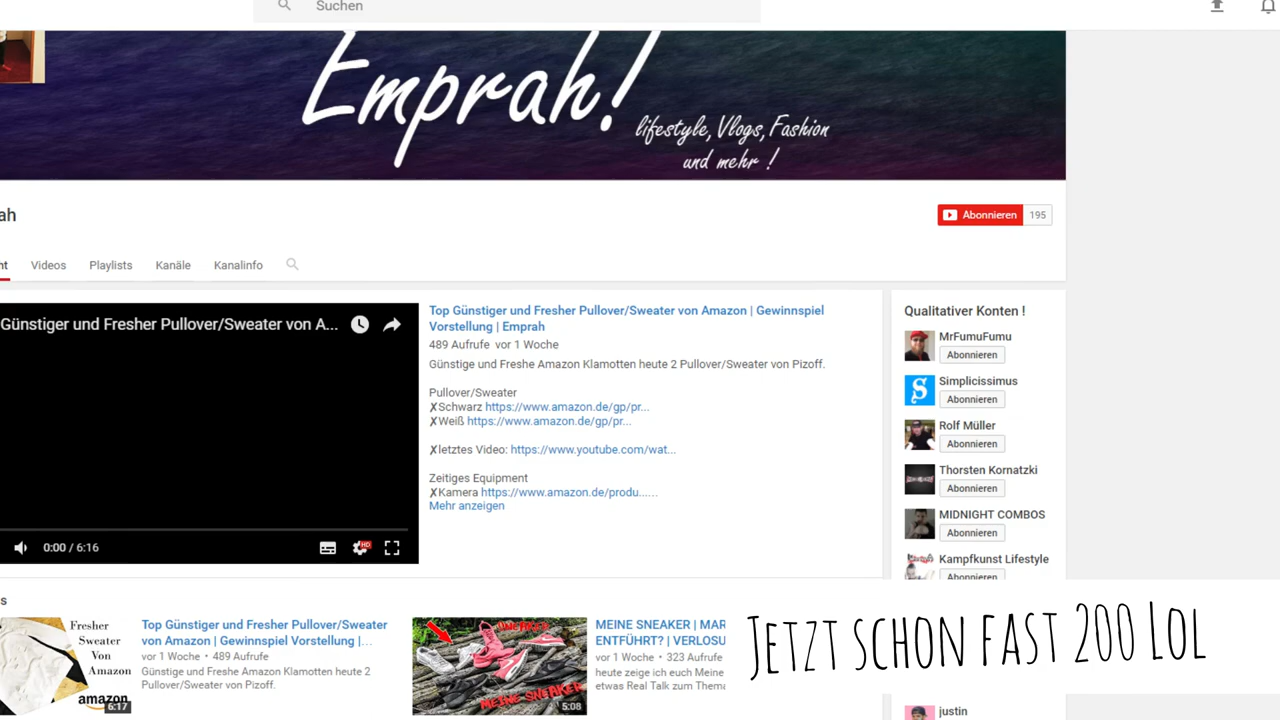 Suchen
Emprah!
lifestyle, Vlogs, Fashion
und mehr !
ah
Abonnieren 195
nt Videos Playlists Kanäle Kanalinfo
Günstiger und Fresher Pullover/Sweater von A...
0:00 / 6:16
HD
Top Günstiger und Fresher Pullover/Sweater von Amazon | Gewinnspiel
Vorstellung | Emprah
489 Aufrufe vor 1 Woche
Günstige und Freshe Amazon Klamotten heute 2 Pullover/Sweater von Pizoff.
Pullover/Sweater
✗Schwarz https://www.amazon.de/gp/pr...
✗Weiß https://www.amazon.de/gp/pr...
✗letztes Video: https://www.youtube.com/wat...
Zeitiges Equipment
✗Kamera https://www.amazon.de/produ......
Mehr anzeigen
Qualitativer Konten !
MrFumuFumu
Abonnieren
Simplicissimus
Abonnieren
Rolf Müller
Abonnieren
Thorsten Kornatzki
Abonnieren
MIDNIGHT COMBOS
Abonnieren
Kampfkunst Lifestyle
Abonnieren
s
Fresher
Sweater
Von
Amazon
amazon
6:17
Top Günstiger und Fresher Pullover/Sweater
von Amazon | Gewinnspiel Vorstellung |...
vor 1 Woche • 489 Aufrufe
Günstige und Freshe Amazon Klamotten heute 2
Pullover/Sweater von Pizoff.
SNEAKER
MEINE SNEAKER
5:08
MEINE SNEAKER | MAR
ENTFÜHRT? | VERLOSU
vor 1 Woche • 323 Aufrufe
heute zeige ich euch Meine
etwas Real Talk zum Thema
Jetzt schon fast 200 Lol
justin